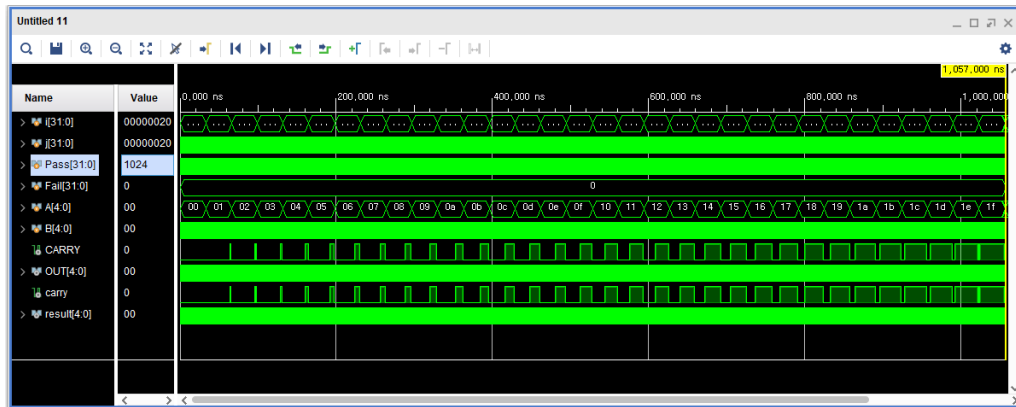 Untitled 11
1,057,000 ns
Name Value 0,000 ns 200,000 ns 400,000 ns 600,000 ns 800,000 ns 1,000,00
i[31:0] 00000020 ... ... ... ... ... ... ... ... ... ... ... ... ... ... ... ... ... ... ... ... ... ... ... ... ... ... ... ... ... ... ... ...
j[31:0] 00000020
Pass[31:0] 1024
Fail[31:0] 0 0
A[4:0] 00 00 01 02 03 04 05 06 07 08 09 0a 0b 0c 0d 0e 0f 10 11 12 13 14 15 16 17 18 19 1a 1b 1c 1d 1e 1f
B[4:0] 00
CARRY 0
OUT[4:0] 00
carry 0
result[4:0] 00